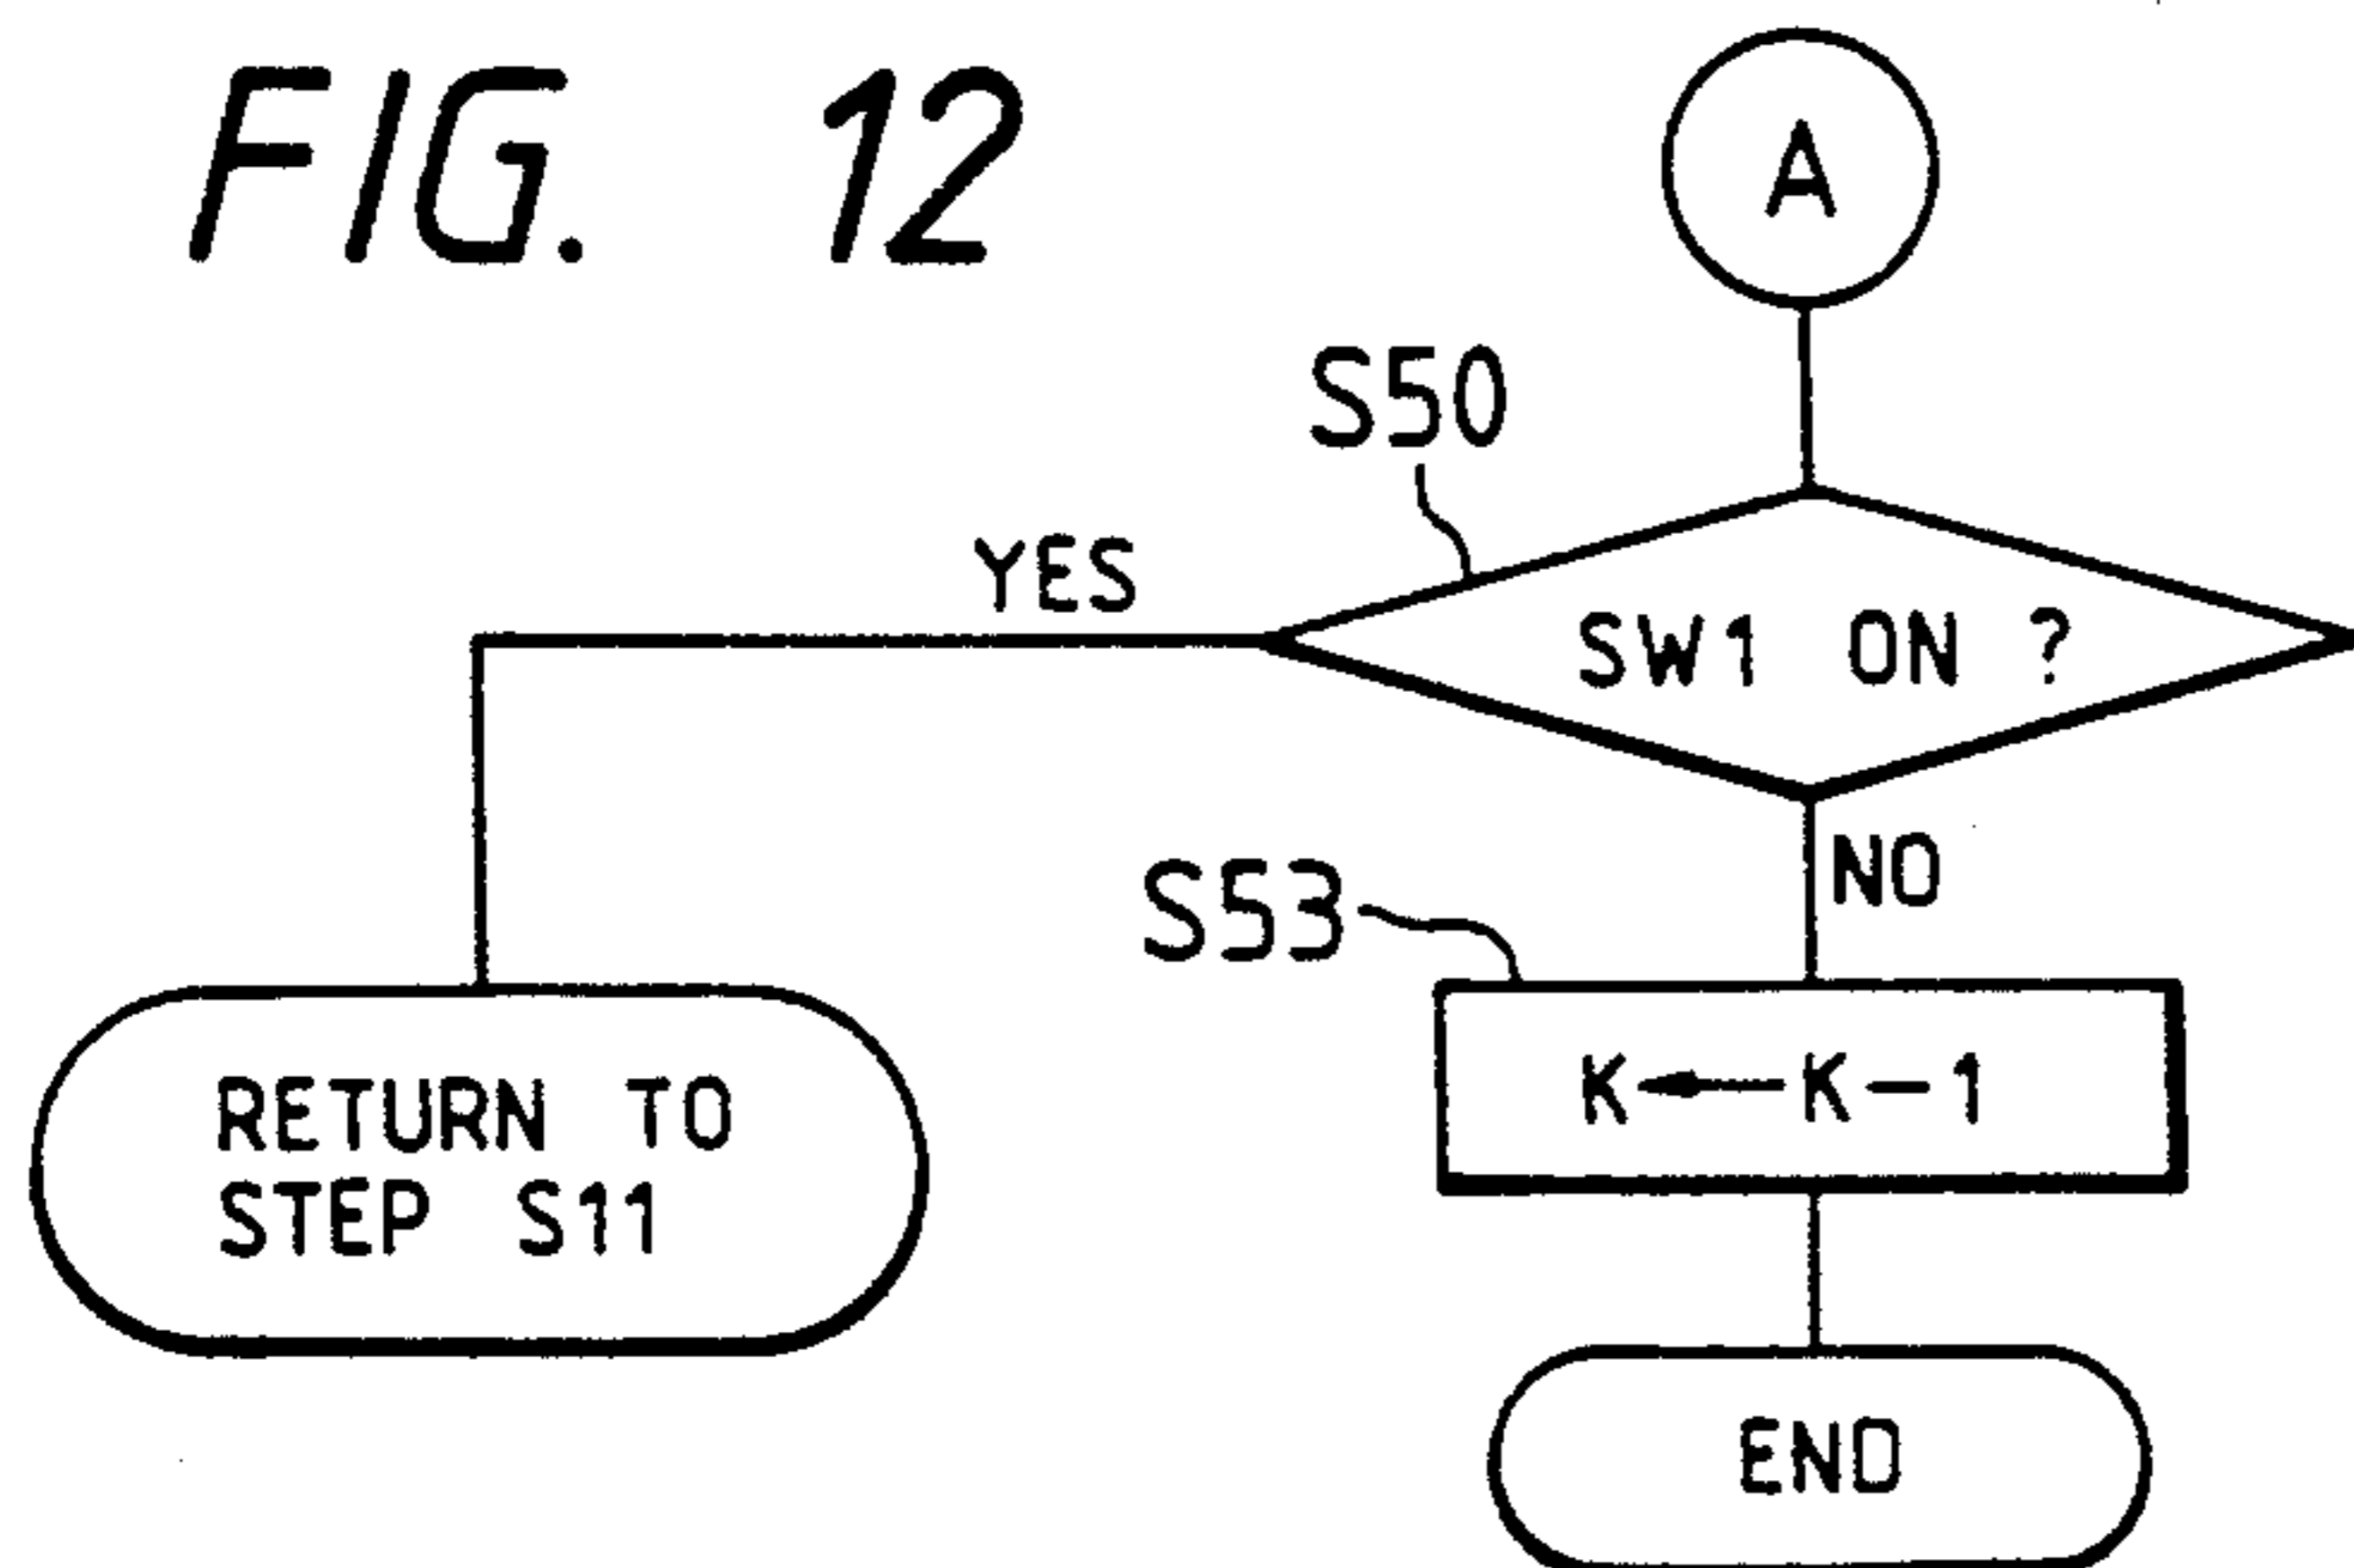 FIG. 12
A
S50
YES
SW1 ON ?
NO
S53
K←K-1
RETURN TO
STEP S11
END